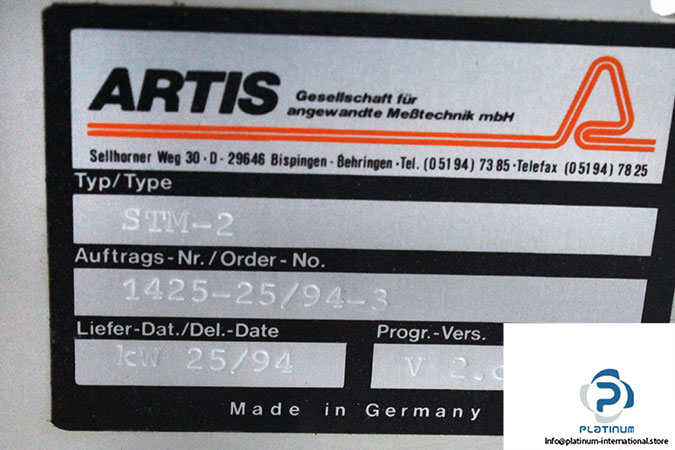 ARTIS
Gesellschaft für
angewandte Meßtechnik mbH
Sellhorner Weg 30 · D - 29646 Bispingen - Behringen · Tel. (05194) 7385 · Telefax (05194) 7825
Typ/Type
STM-2
Auftrags-Nr./Order-No.
1425-25/94-3
Liefer-Dat./Del.-Date
Progr.-Vers.
kW 25/94
V 2.
Made in Germany
PLATINUM
Info@platinum-international.store